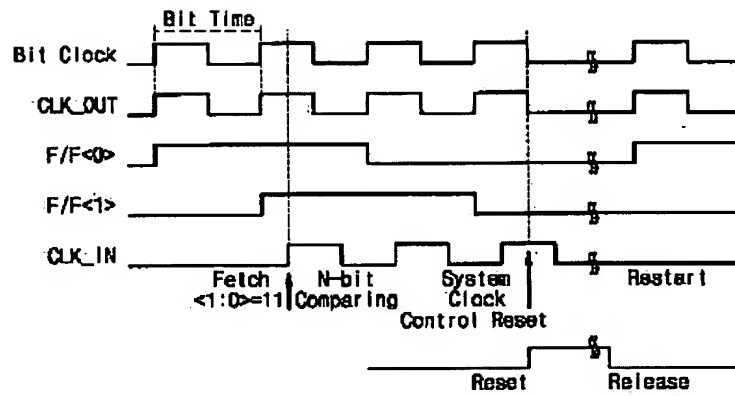 Bit Time
Bit Clock
CLK_OUT
F/F<0>
F/F<1>
CLK_IN
Fetch
<1:0>=11
N-bit
Comparing
System
Clock
Control Reset
Restart
Reset
Release